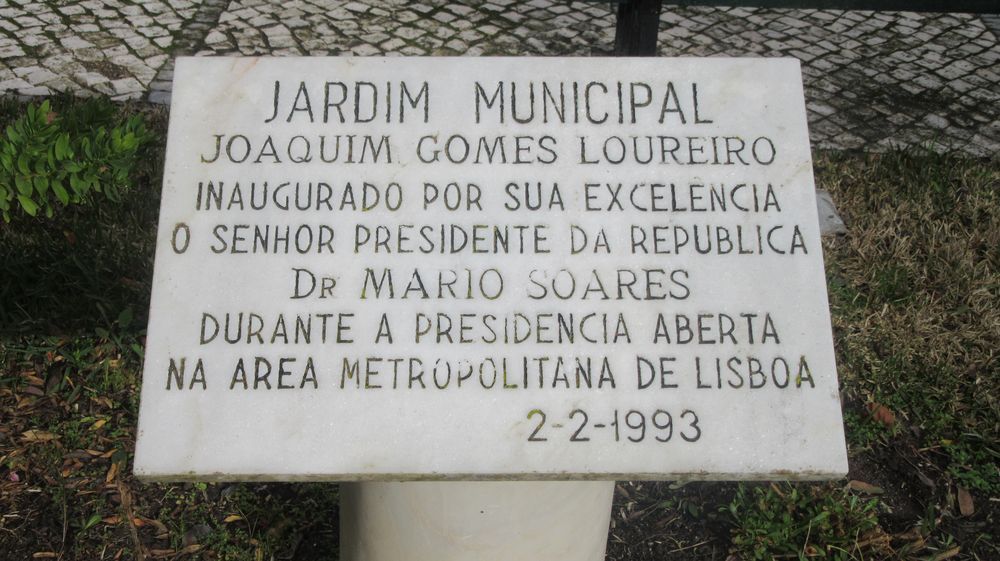 JARDIM MUNICIPAL
JOAQUIM GOMES LOUREIRO
INAUGURADO POR SUA EXCELENCIA
O SENHOR PRESIDENTE DA REPUBLICA
DR MARIO SOARES
DURANTE A PRESIDENCIA ABERTA
NA AREA METROPOLITANA DE LISBOA
2-2-1993